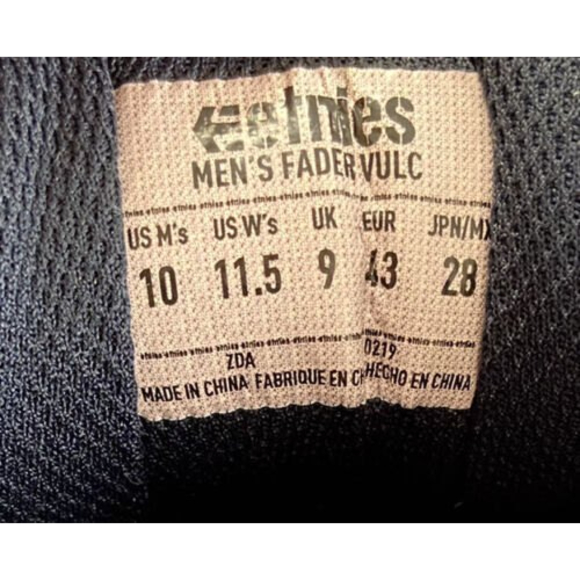 etnies
MEN'S FADER VULC
US M's US W's UK EUR JPN/MX
10 11.5 9 43 28
ZDA 0219
MADE IN CHINA FABRIQUE EN CH HECHO EN CHINA